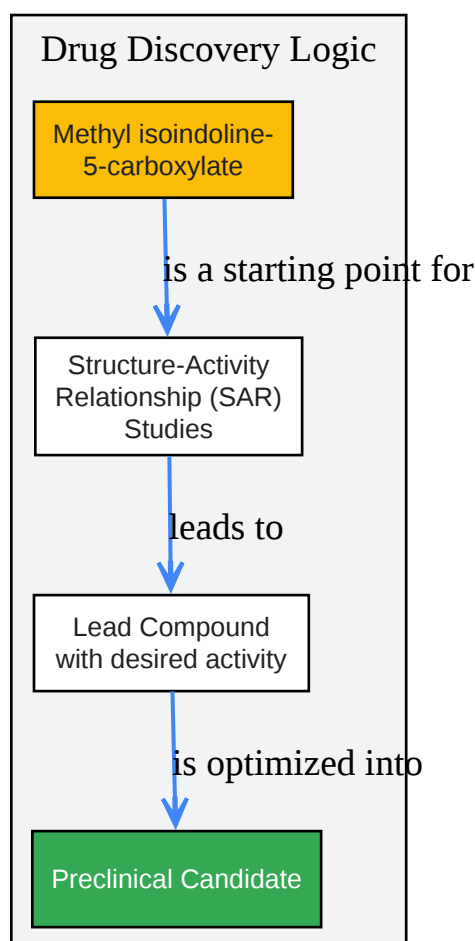 Drug Discovery Logic
Methyl isoindoline-
5-carboxylate
is a starting point for
Structure-Activity
Relationship (SAR)
Studies
leads to
Lead Compound
with desired activity
is optimized into
Preclinical Candidate